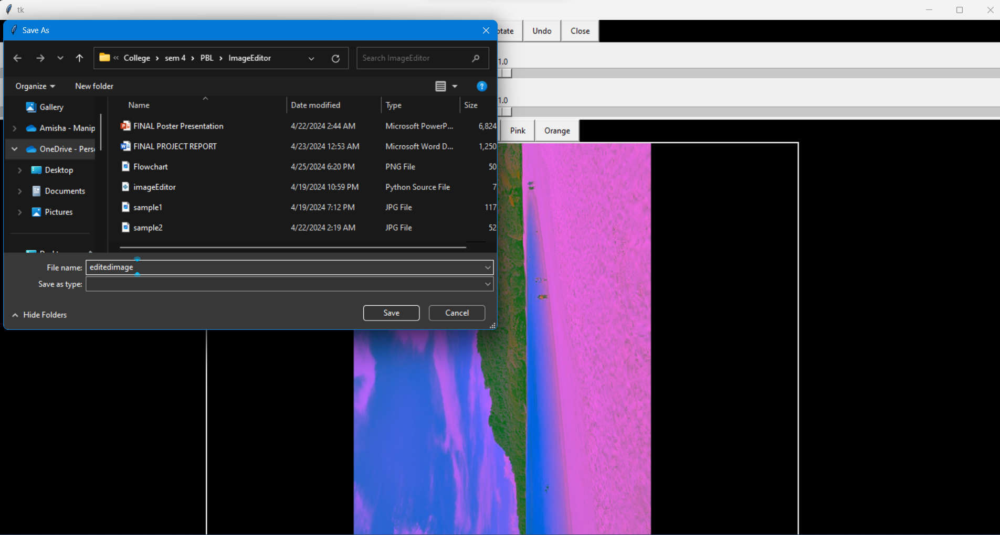 tk
Save As
Undo
Close
College > sem 4 > PBL > ImageEditor
Search ImageEditor
1.0
Organize
New folder
1.0
Name
Date modified
Type
Size
Gallery
Amisha - Manip
OneDrive - Pers
Desktop
Documents
Pictures
FINAL Poster Presentation 4/22/2024 2:44 AM Microsoft PowerP... 6,824
FINAL PROJECT REPORT 4/23/2024 12:53 AM Microsoft Word D... 1,250
Flowchart 4/25/2024 6:20 PM PNG File 50
imageEditor 4/19/2024 10:59 PM Python Source File 7
sample1 4/19/2024 7:12 PM JPG File 117
sample2 4/22/2024 2:19 AM JPG File 52
Pink
Orange
File name: editedimage
Save as type:
Hide Folders
Save
Cancel